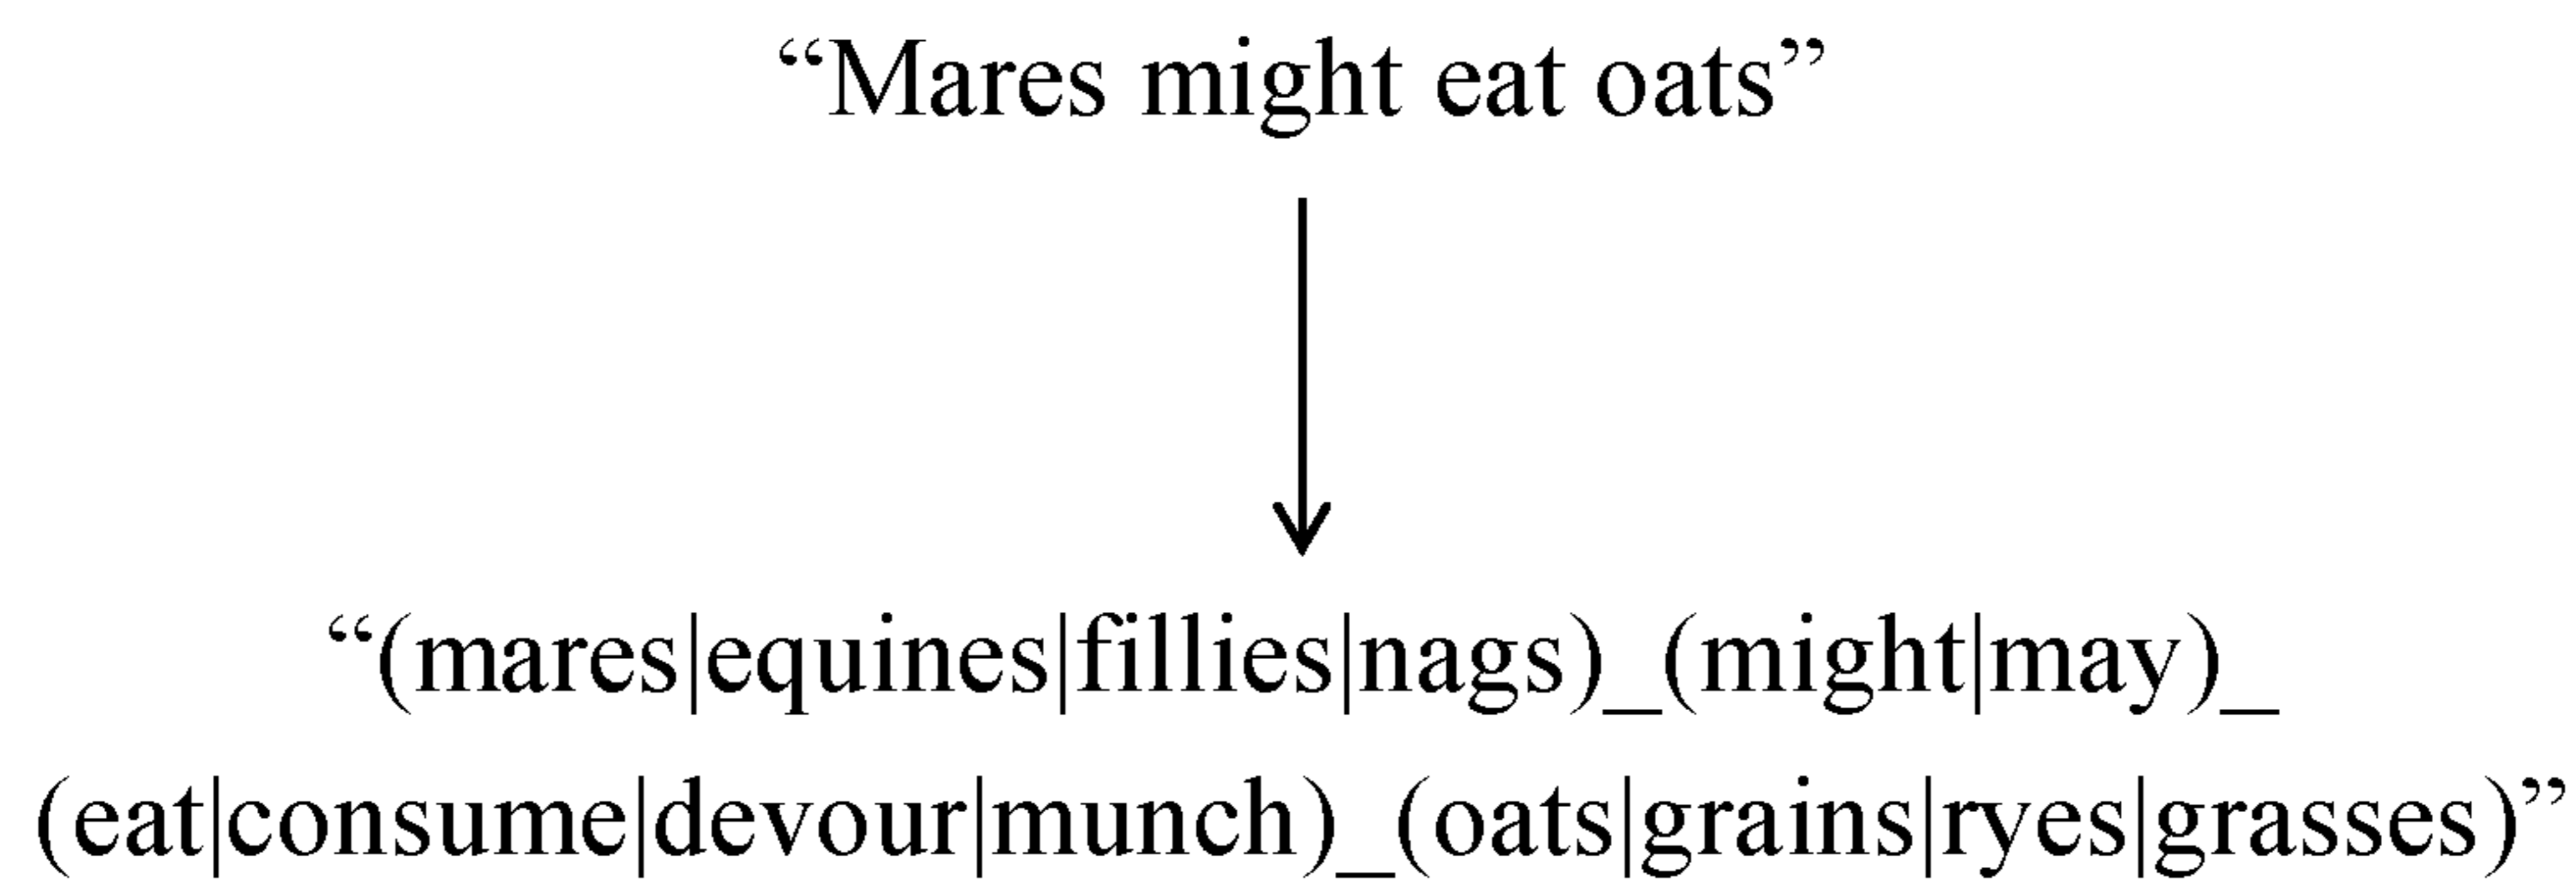 “Mares might eat oats”
“(mares|equines|fillies|nags)_(might|may)_
(eat|consume|devour|munch)_(oats|grains|ryes|grasses)”